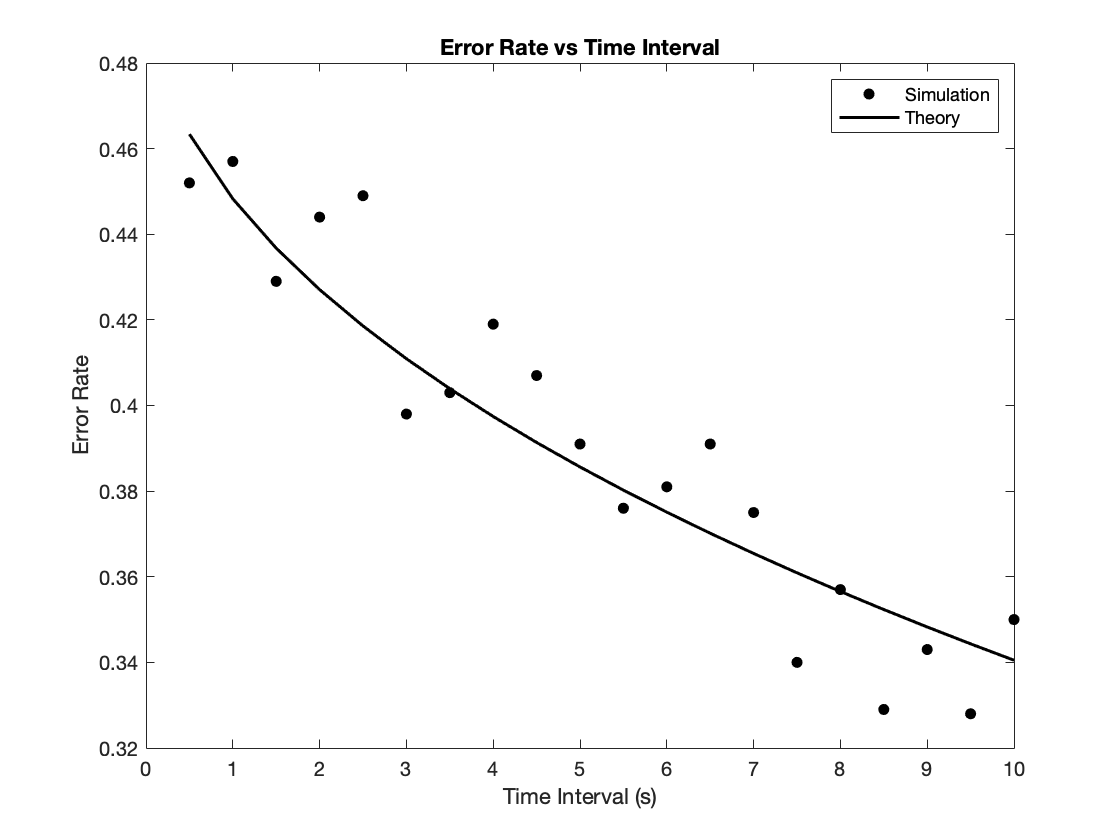 Error Rate vs Time Interval
Simulation
Theory
0.48
0.46
0.44
0.42
0.4
0.38
0.36
0.34
0.32
Error Rate
0 1 2 3 4 5 6 7 8 9 10
Time Interval (s)